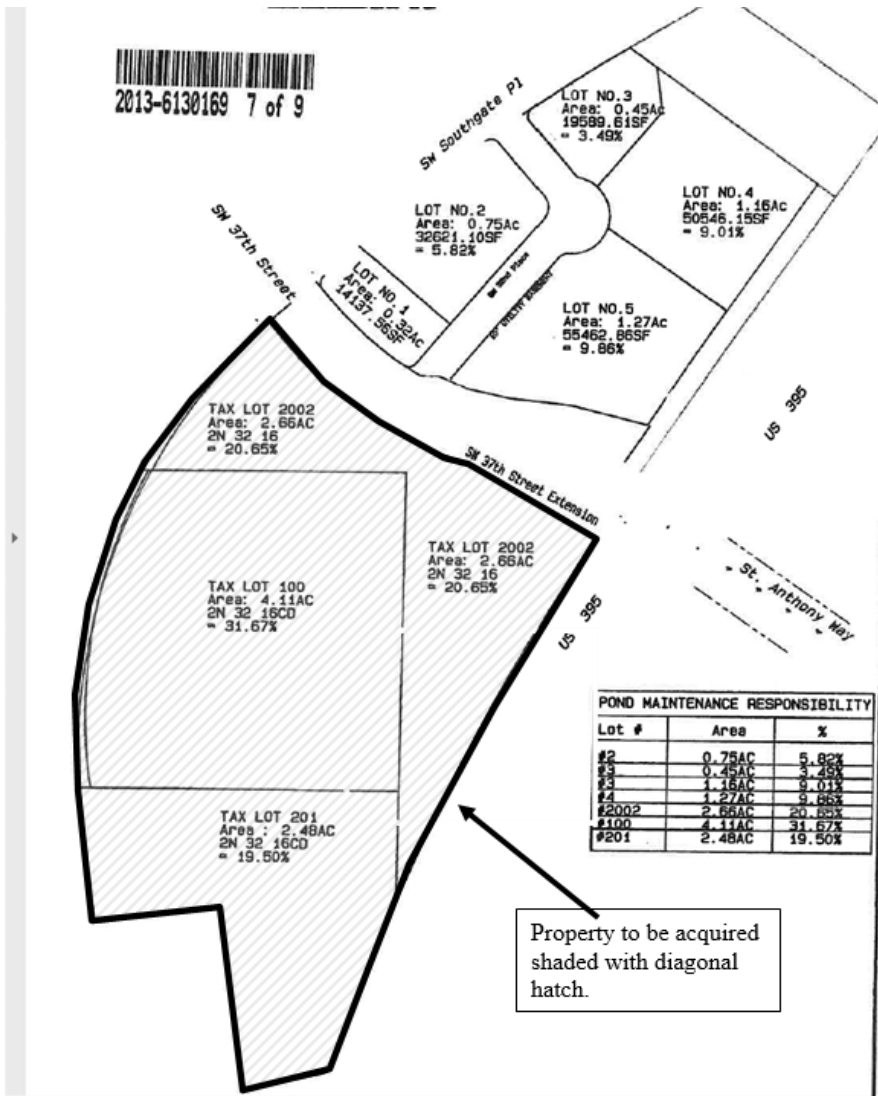 2013-6130169 7 of 9
SW Southgate Pl
LOT NO.3
Area: 0.45Ac
19589.61SF
= 3.49%
LOT NO.4
Area: 1.16Ac
50546.15SF
= 9.01%
LOT NO.2
Area: 0.75Ac
32621.10SF
= 5.82%
SW 37th Street
LOT NO. 1
Area: 0.32Ac
14137.56SF
LOT NO.5
Area: 1.27Ac
55462.86SF
= 9.86%
UTILITY EASEMENT
US 395
TAX LOT 2002
Area: 2.66AC
2N 32 16
= 20.65%
SW 37th Street Extension
TAX LOT 2002
Area: 2.66AC
2N 32 16
= 20.65%
St. Anthony Way
TAX LOT 100
Area: 4.11AC
2N 32 16CD
= 31.67%
US 395
POND MAINTENANCE RESPONSIBILITY
Lot # Area %
#2 0.75AC 5.82%
#3 0.45AC 3.49%
#3 1.16AC 9.01%
#4 1.27AC 9.86%
#2002 2.66AC 20.65%
#100 4.11AC 31.67%
#201 2.48AC 19.50%
TAX LOT 201
Area : 2.48AC
2N 32 16CD
= 19.50%
Property to be acquired
shaded with diagonal
hatch.